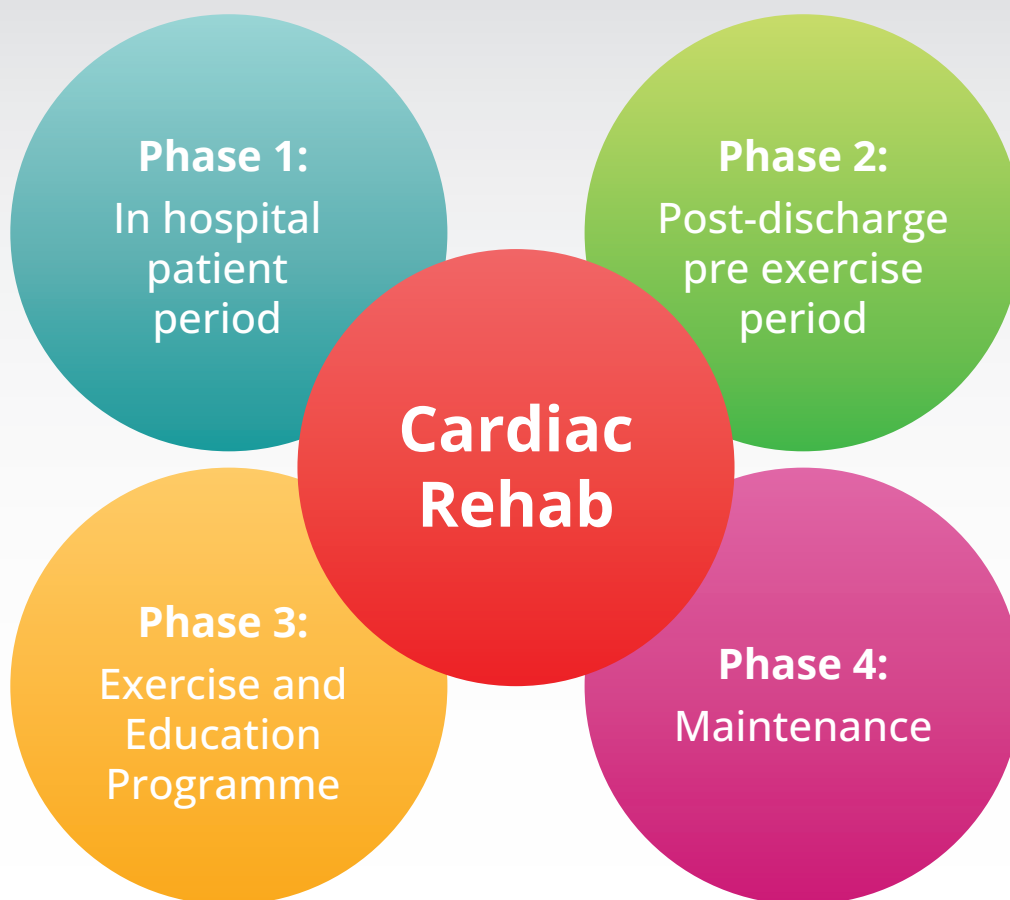 Phase 1:
In hospital
patient
period
Phase 2:
Post-discharge
pre exercise
period
Cardiac
Rehab
Phase 3:
Exercise and
Education
Programme
Phase 4:
Maintenance